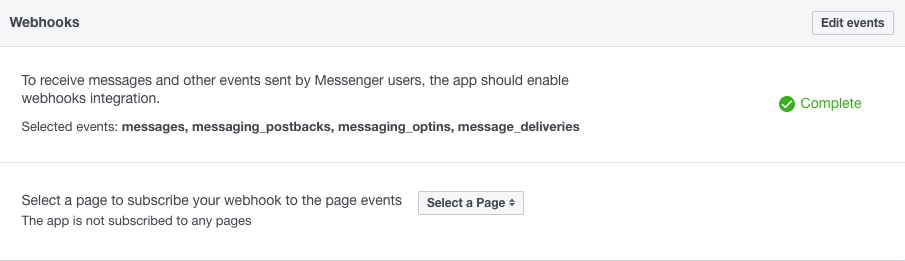 Webhooks
Edit events
To receive messages and other events sent by Messenger users, the app should enable
webhooks integration.
Complete
Selected events: messages, messaging_postbacks, messaging_optins, message_deliveries
Select a page to subscribe your webhook to the page events
Select a Page
The app is not subscribed to any pages